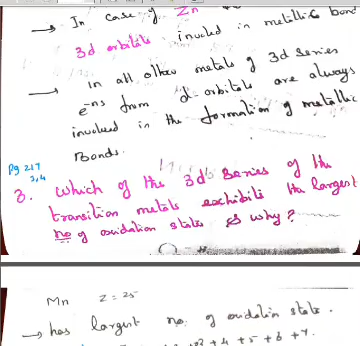 → In case of Zn
3d orbitals involved in metallic bond
→ In all other metals of 3d series
e-ns from d-orbitals are always
involved in the formation of metallic
Bonds.
Pg 217
3,4
3. Which of the 3d series of the
transition metals exhibits the largest
no of oxidation states & why?
Mn Z = 25
→ has largest no. of oxidation state.
+4 +5 +6 +7.